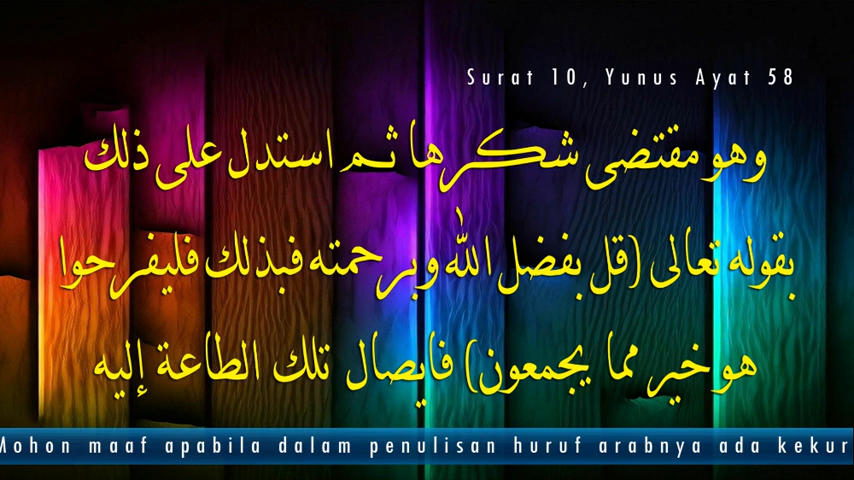 Surat 10, Yunus Ayat 58
وهو مقتضى شكرها ثم استدل على ذلك
بقوله تعالى (قل بفضل الله وبرحمته فبذلك فليفرحوا
هو خير مما يجمعون) فايصال تلك الطاعة إليه
Mohon maaf apabila dalam penulisan huruf arabnya ada kekur